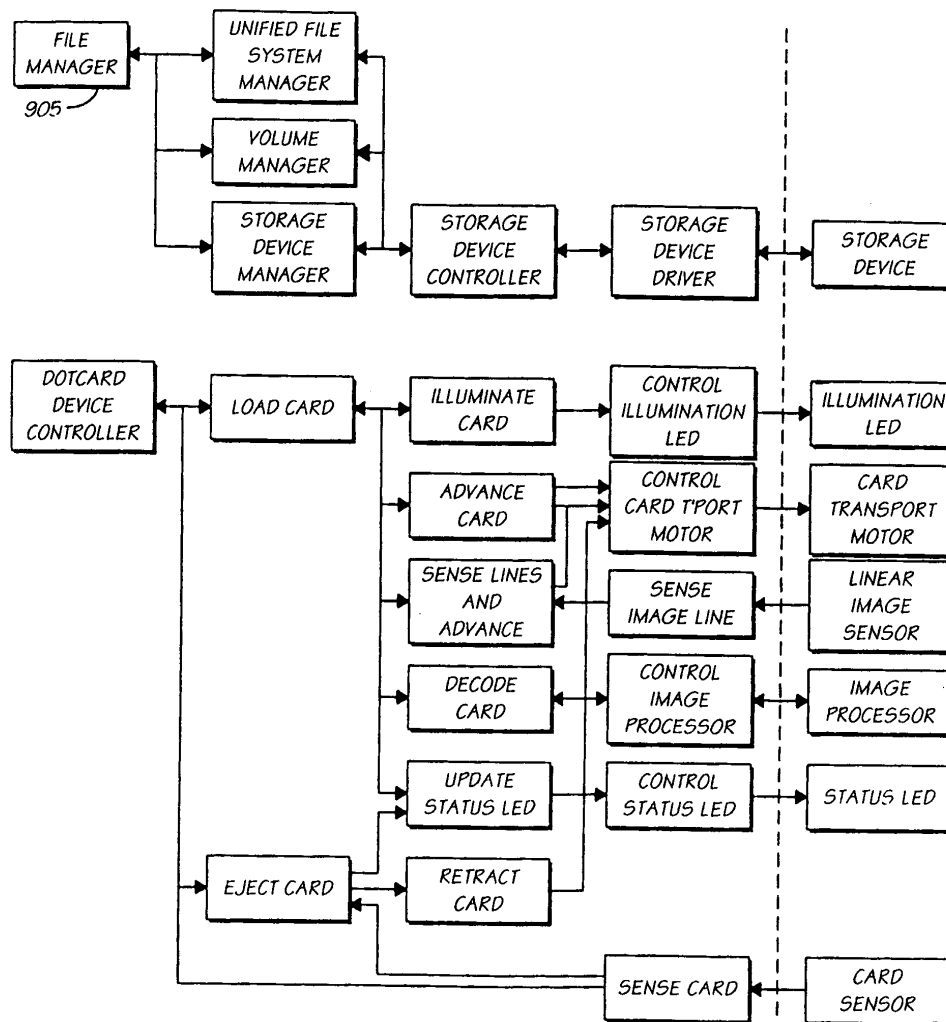 FILE
MANAGER
905
UNIFIED FILE
SYSTEM
MANAGER
VOLUME
MANAGER
STORAGE
DEVICE
MANAGER
STORAGE
DEVICE
CONTROLLER
STORAGE
DEVICE
DRIVER
STORAGE
DEVICE
DOTCARD
DEVICE
CONTROLLER
LOAD CARD
ILLUMINATE
CARD
CONTROL
ILLUMINATION
LED
ILLUMINATION
LED
ADVANCE
CARD
CONTROL
CARD T'PORT
MOTOR
CARD
TRANSPORT
MOTOR
SENSE LINES
AND
ADVANCE
SENSE
IMAGE LINE
LINEAR
IMAGE
SENSOR
DECODE
CARD
CONTROL
IMAGE
PROCESSOR
IMAGE
PROCESSOR
UPDATE
STATUS LED
CONTROL
STATUS LED
STATUS LED
EJECT CARD
RETRACT
CARD
SENSE CARD
CARD
SENSOR